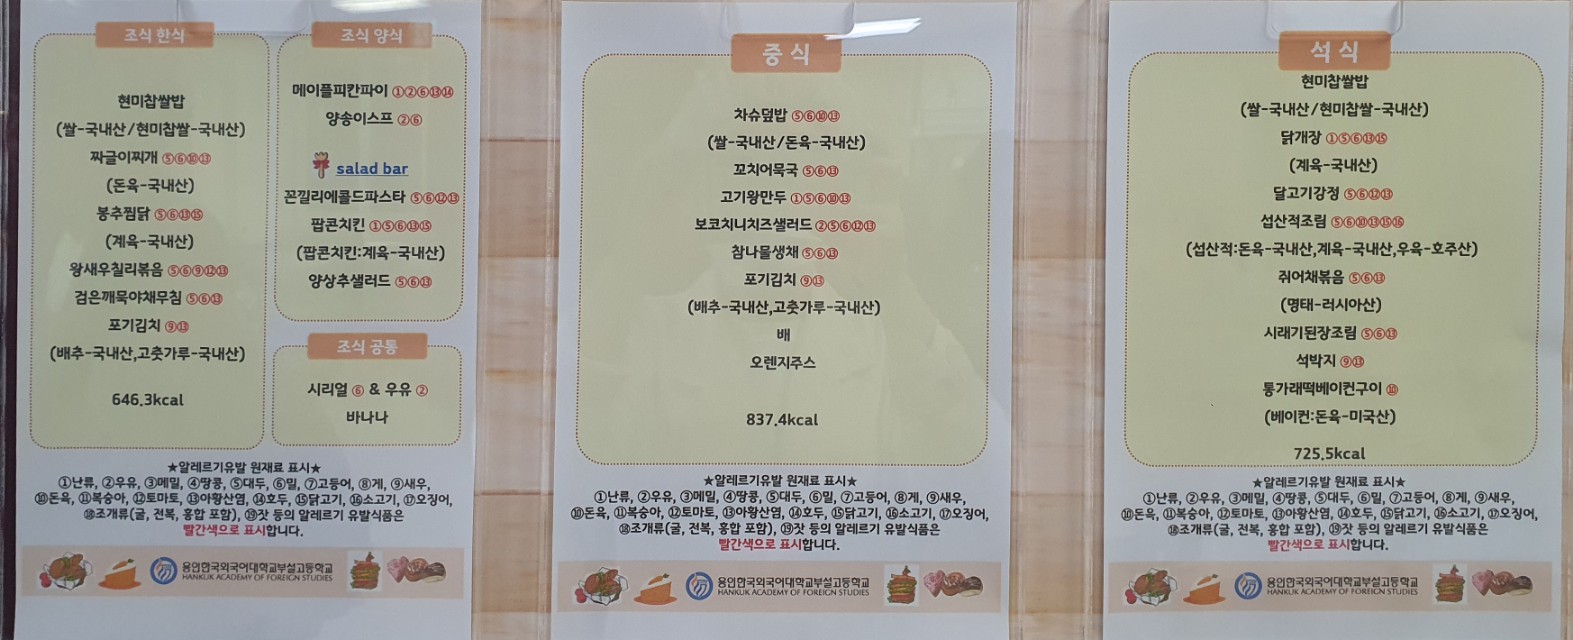 조식 한식
현미찹쌀밥
(쌀-국내산/현미찹쌀-국내산)
짜글이찌개 ⑤⑥⑩⑬
(돈육-국내산)
봉추찜닭 ⑤⑥⑬⑮
(계육-국내산)
왕새우칠리볶음 ⑤⑥⑨⑫⑬
검은깨묵야채무침 ⑤⑥⑬
포기김치 ⑨⑬
(배추-국내산,고춧가루-국내산)
646.3kcal
조식 양식
메이플피칸파이 ①②⑥⑬⑭
양송이스프 ②⑥
salad bar
꼰낄리에콜드파스타 ⑤⑥⑫⑬
팝콘치킨 ①⑤⑥⑬⑮
(팝콘치킨:계육-국내산)
양상추샐러드 ⑤⑥⑬
조식 공통
시리얼 ⑥ & 우유 ②
바나나
★알레르기유발 원재료 표시★
①난류, ②우유, ③메밀, ④땅콩, ⑤대두, ⑥밀, ⑦고등어, ⑧게, ⑨새우,
⑩돈육, ⑪복숭아, ⑫토마토, ⑬아황산염, ⑭호두, ⑮닭고기, ⑯소고기, ⑰오징어,
⑱조개류(굴, 전복, 홍합 포함), ⑲잣 등의 알레르기 유발식품은
빨간색으로 표시합니다.
용인한국외국어대학교부설고등학교
HANKUK ACADEMY OF FOREIGN STUDIES
중식
차슈덮밥 ⑤⑥⑩⑬
(쌀-국내산/돈육-국내산)
꼬치어묵국 ⑤⑥⑬
고기왕만두 ①⑤⑥⑩⑬
보코치니치즈샐러드 ②⑤⑥⑫⑬
참나물생채 ⑤⑥⑬
포기김치 ⑨⑬
(배추-국내산,고춧가루-국내산)
배
오렌지주스
837.4kcal
★알레르기유발 원재료 표시★
①난류, ②우유, ③메밀, ④땅콩, ⑤대두, ⑥밀, ⑦고등어, ⑧게, ⑨새우,
⑩돈육, ⑪복숭아, ⑫토마토, ⑬아황산염, ⑭호두, ⑮닭고기, ⑯소고기, ⑰오징어,
⑱조개류(굴, 전복, 홍합 포함), ⑲잣 등의 알레르기 유발식품은
빨간색으로 표시합니다.
용인한국외국어대학교부설고등학교
HANKUK ACADEMY OF FOREIGN STUDIES
석식
현미찹쌀밥
(쌀-국내산/현미찹쌀-국내산)
닭개장 ①⑤⑥⑬⑮
(계육-국내산)
달고기강정 ⑤⑥⑫⑬
섭산적조림 ⑤⑥⑩⑬⑮⑯
(섭산적:돈육-국내산,계육-국내산,우육-호주산)
쥐어채볶음 ⑤⑥⑬
(명태-러시아산)
시래기된장조림 ⑤⑥⑬
석박지 ⑨⑬
통가래떡베이컨구이 ⑩
(베이컨:돈육-미국산)
725.5kcal
★알레르기유발 원재료 표시★
①난류, ②우유, ③메밀, ④땅콩, ⑤대두, ⑥밀, ⑦고등어, ⑧게, ⑨새우,
⑩돈육, ⑪복숭아, ⑫토마토, ⑬아황산염, ⑭호두, ⑮닭고기, ⑯소고기, ⑰오징어,
⑱조개류(굴, 전복, 홍합 포함), ⑲잣 등의 알레르기 유발식품은
빨간색으로 표시합니다.
용인한국외국어대학교부설고등학교
HANKUK ACADEMY OF FOREIGN STUDIES